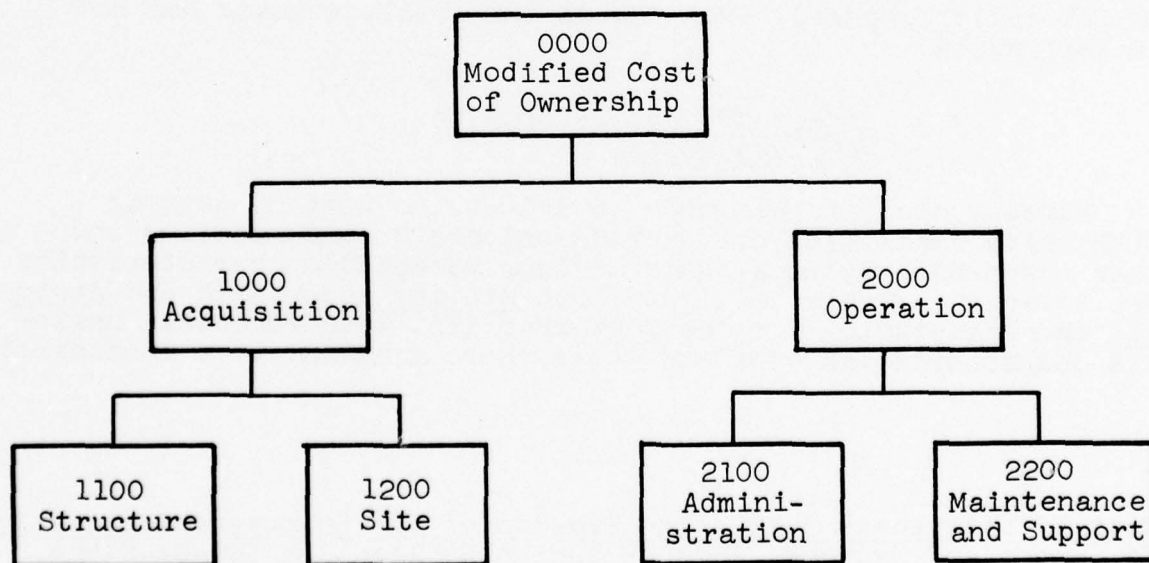 0000
Modified Cost
of Ownership
1000
Acquisition
2000
Operation
1100
Structure
1200
Site
2100
Admini-
stration
2200
Maintenance
and Support